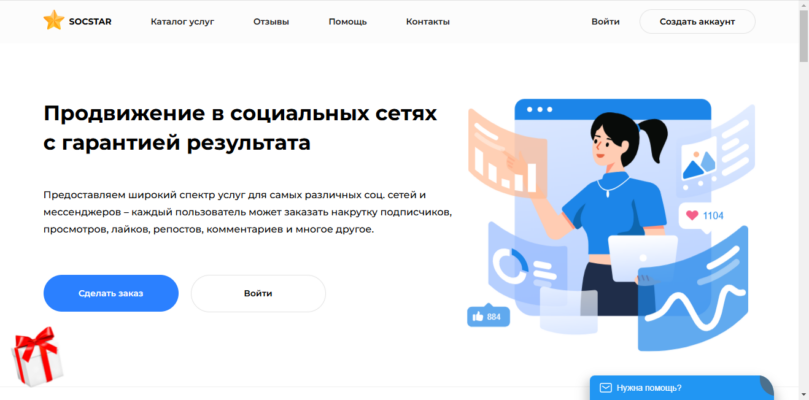 SOCSTAR
Каталог услуг
Отзывы
Помощь
Контакты
Войти
Создать аккаунт
Продвижение в социальных сетях
с гарантией результата
Предоставляем широкий спектр услуг для самых различных соц. сетей и
мессенджеров – каждый пользователь может заказать накрутку подписчиков,
просмотров, лайков, репостов, комментариев и многое другое.
Сделать заказ
Войти
1104
884
Нужна помощь?